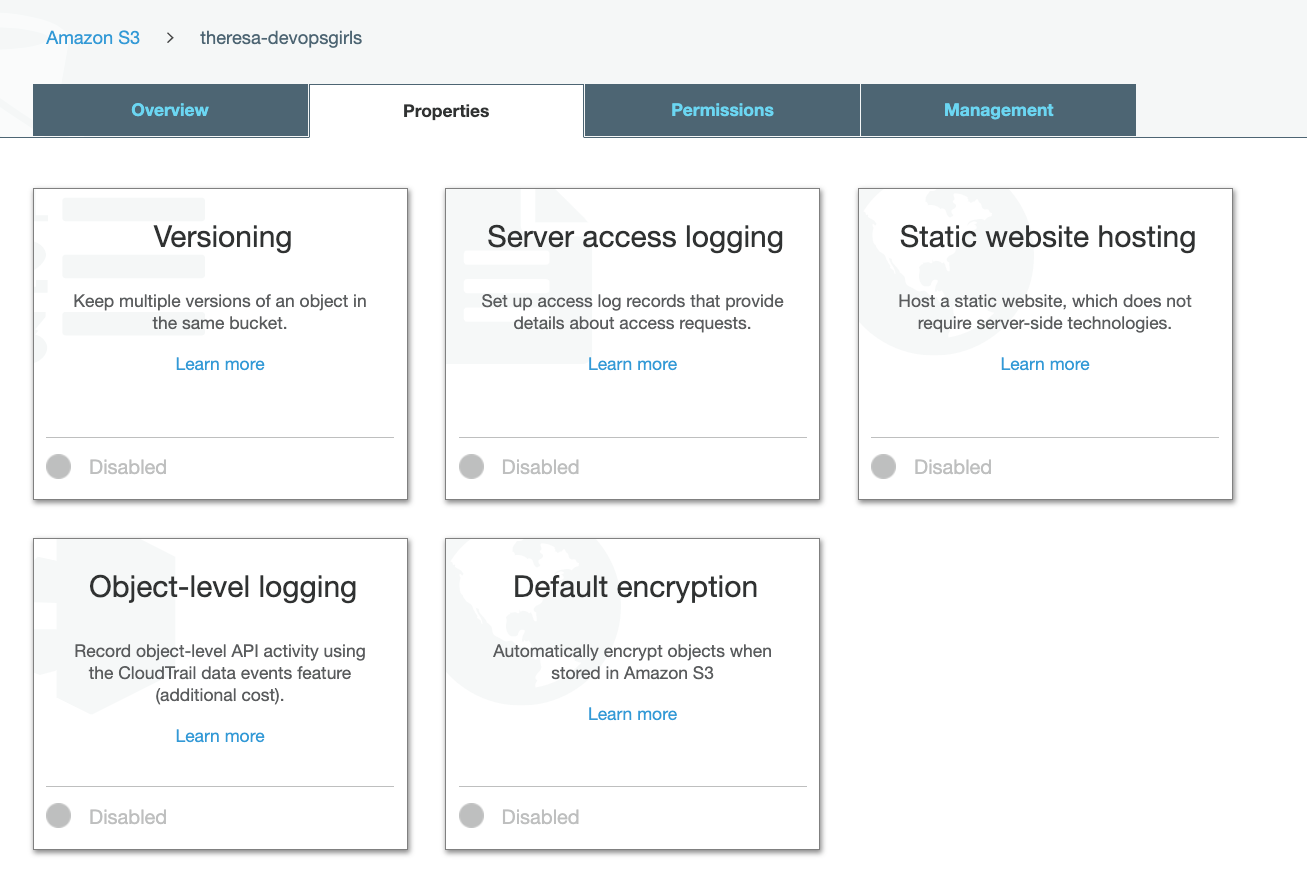 Amazon S3 > theresa-devopsgirls
Overview Properties Permissions Management
Versioning
Keep multiple versions of an object in
the same bucket.
Learn more
Disabled
Server access logging
Set up access log records that provide
details about access requests.
Learn more
Disabled
Static website hosting
Host a static website, which does not
require server-side technologies.
Learn more
Disabled
Object-level logging
Record object-level API activity using
the CloudTrail data events feature
(additional cost).
Learn more
Disabled
Default encryption
Automatically encrypt objects when
stored in Amazon S3
Learn more
Disabled